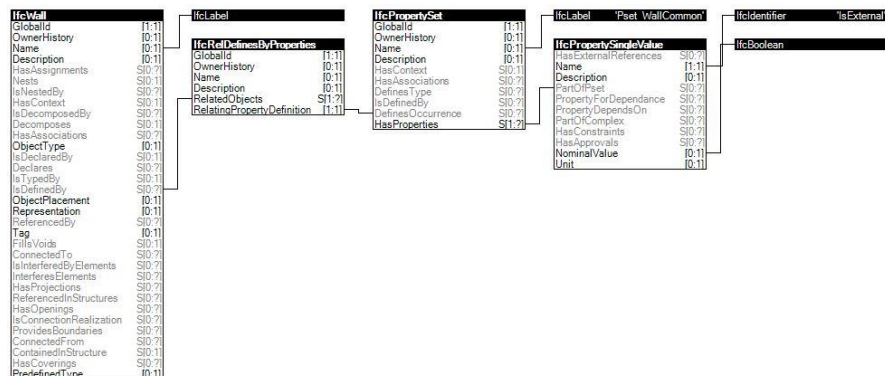 IfcWall
GlobalId [1:1]
OwnerHistory [0:1]
Name [0:1]
Description [0:1]
HasAssignments S[0:?]
Nests S[0:1]
IsNestedBy S[0:?]
HasContext S[0:1]
IsDecomposedBy S[0:?]
Decomposes S[0:1]
HasAssociations S[0:?]
ObjectType [0:1]
IsDeclaredBy S[0:1]
Declares S[0:?]
IsTypedBy S[0:1]
IsDefinedBy S[0:?]
ObjectPlacement [0:1]
Representation [0:1]
ReferencedBy S[0:?]
Tag [0:1]
FillsVoids S[0:1]
ConnectedTo S[0:?]
IsInterferedByElements S[0:?]
InterferesElements S[0:?]
HasProjections S[0:?]
ReferencedInStructures S[0:?]
HasOpenings S[0:?]
IsConnectionRealization S[0:?]
ProvidesBoundaries S[0:?]
ConnectedFrom S[0:?]
ContainedInStructure S[0:1]
HasCoverings S[0:?]
PredefinedType [0:1]
IfcLabel
IfcRelDefinesByProperties
GlobalId [1:1]
OwnerHistory [0:1]
Name [0:1]
Description [0:1]
RelatedObjects S[1:?]
RelatingPropertyDefinition [1:1]
IfcPropertySet
GlobalId [1:1]
OwnerHistory [0:1]
Name [0:1]
Description [0:1]
HasContext S[0:1]
HasAssociations S[0:?]
DefinesType S[0:?]
IsDefinedBy S[0:?]
DefinesOccurrence S[0:?]
HasProperties S[1:?]
IfcLabel 'Pset_WallCommon'
IfcPropertySingleValue
HasExternalReferences S[0:?]
Name [1:1]
Description [0:1]
PartOfPset S[0:?]
PropertyForDependance S[0:?]
PropertyDependsOn S[0:?]
PartOfComplex S[0:?]
HasConstraints S[0:?]
HasApprovals S[0:?]
NominalValue [0:1]
Unit [0:1]
IfcIdentifier 'IsExternal
IfcBoolean